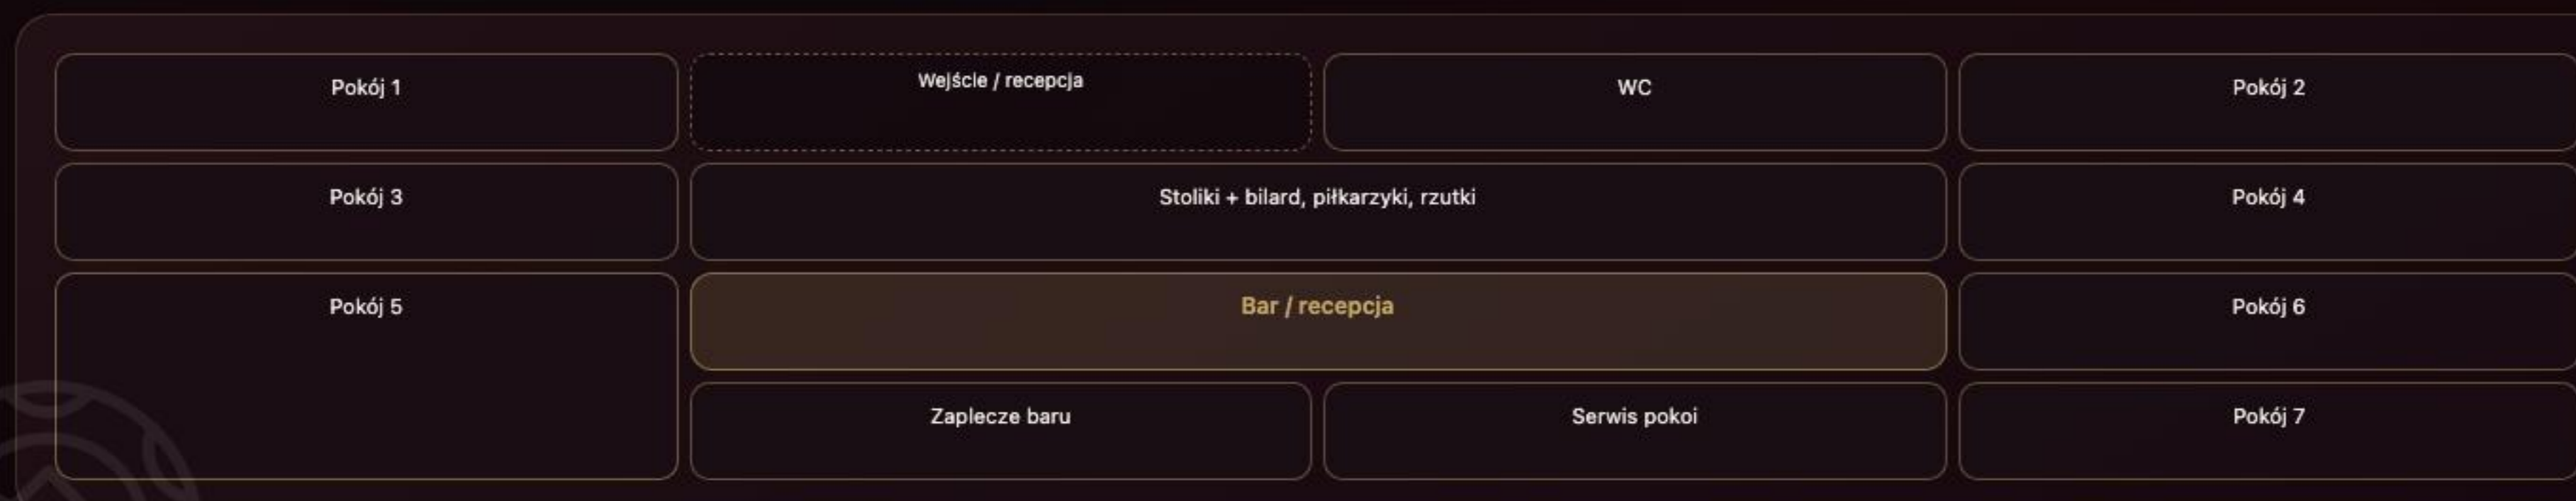 Pokój 1
Wejście / recepcja
WC
Pokój 2
Pokój 3
Stoliki + bilard, piłkarzyki, rzutki
Pokój 4
Pokój 5
Bar / recepcja
Pokój 6
Zaplecze baru
Serwis pokoi
Pokój 7